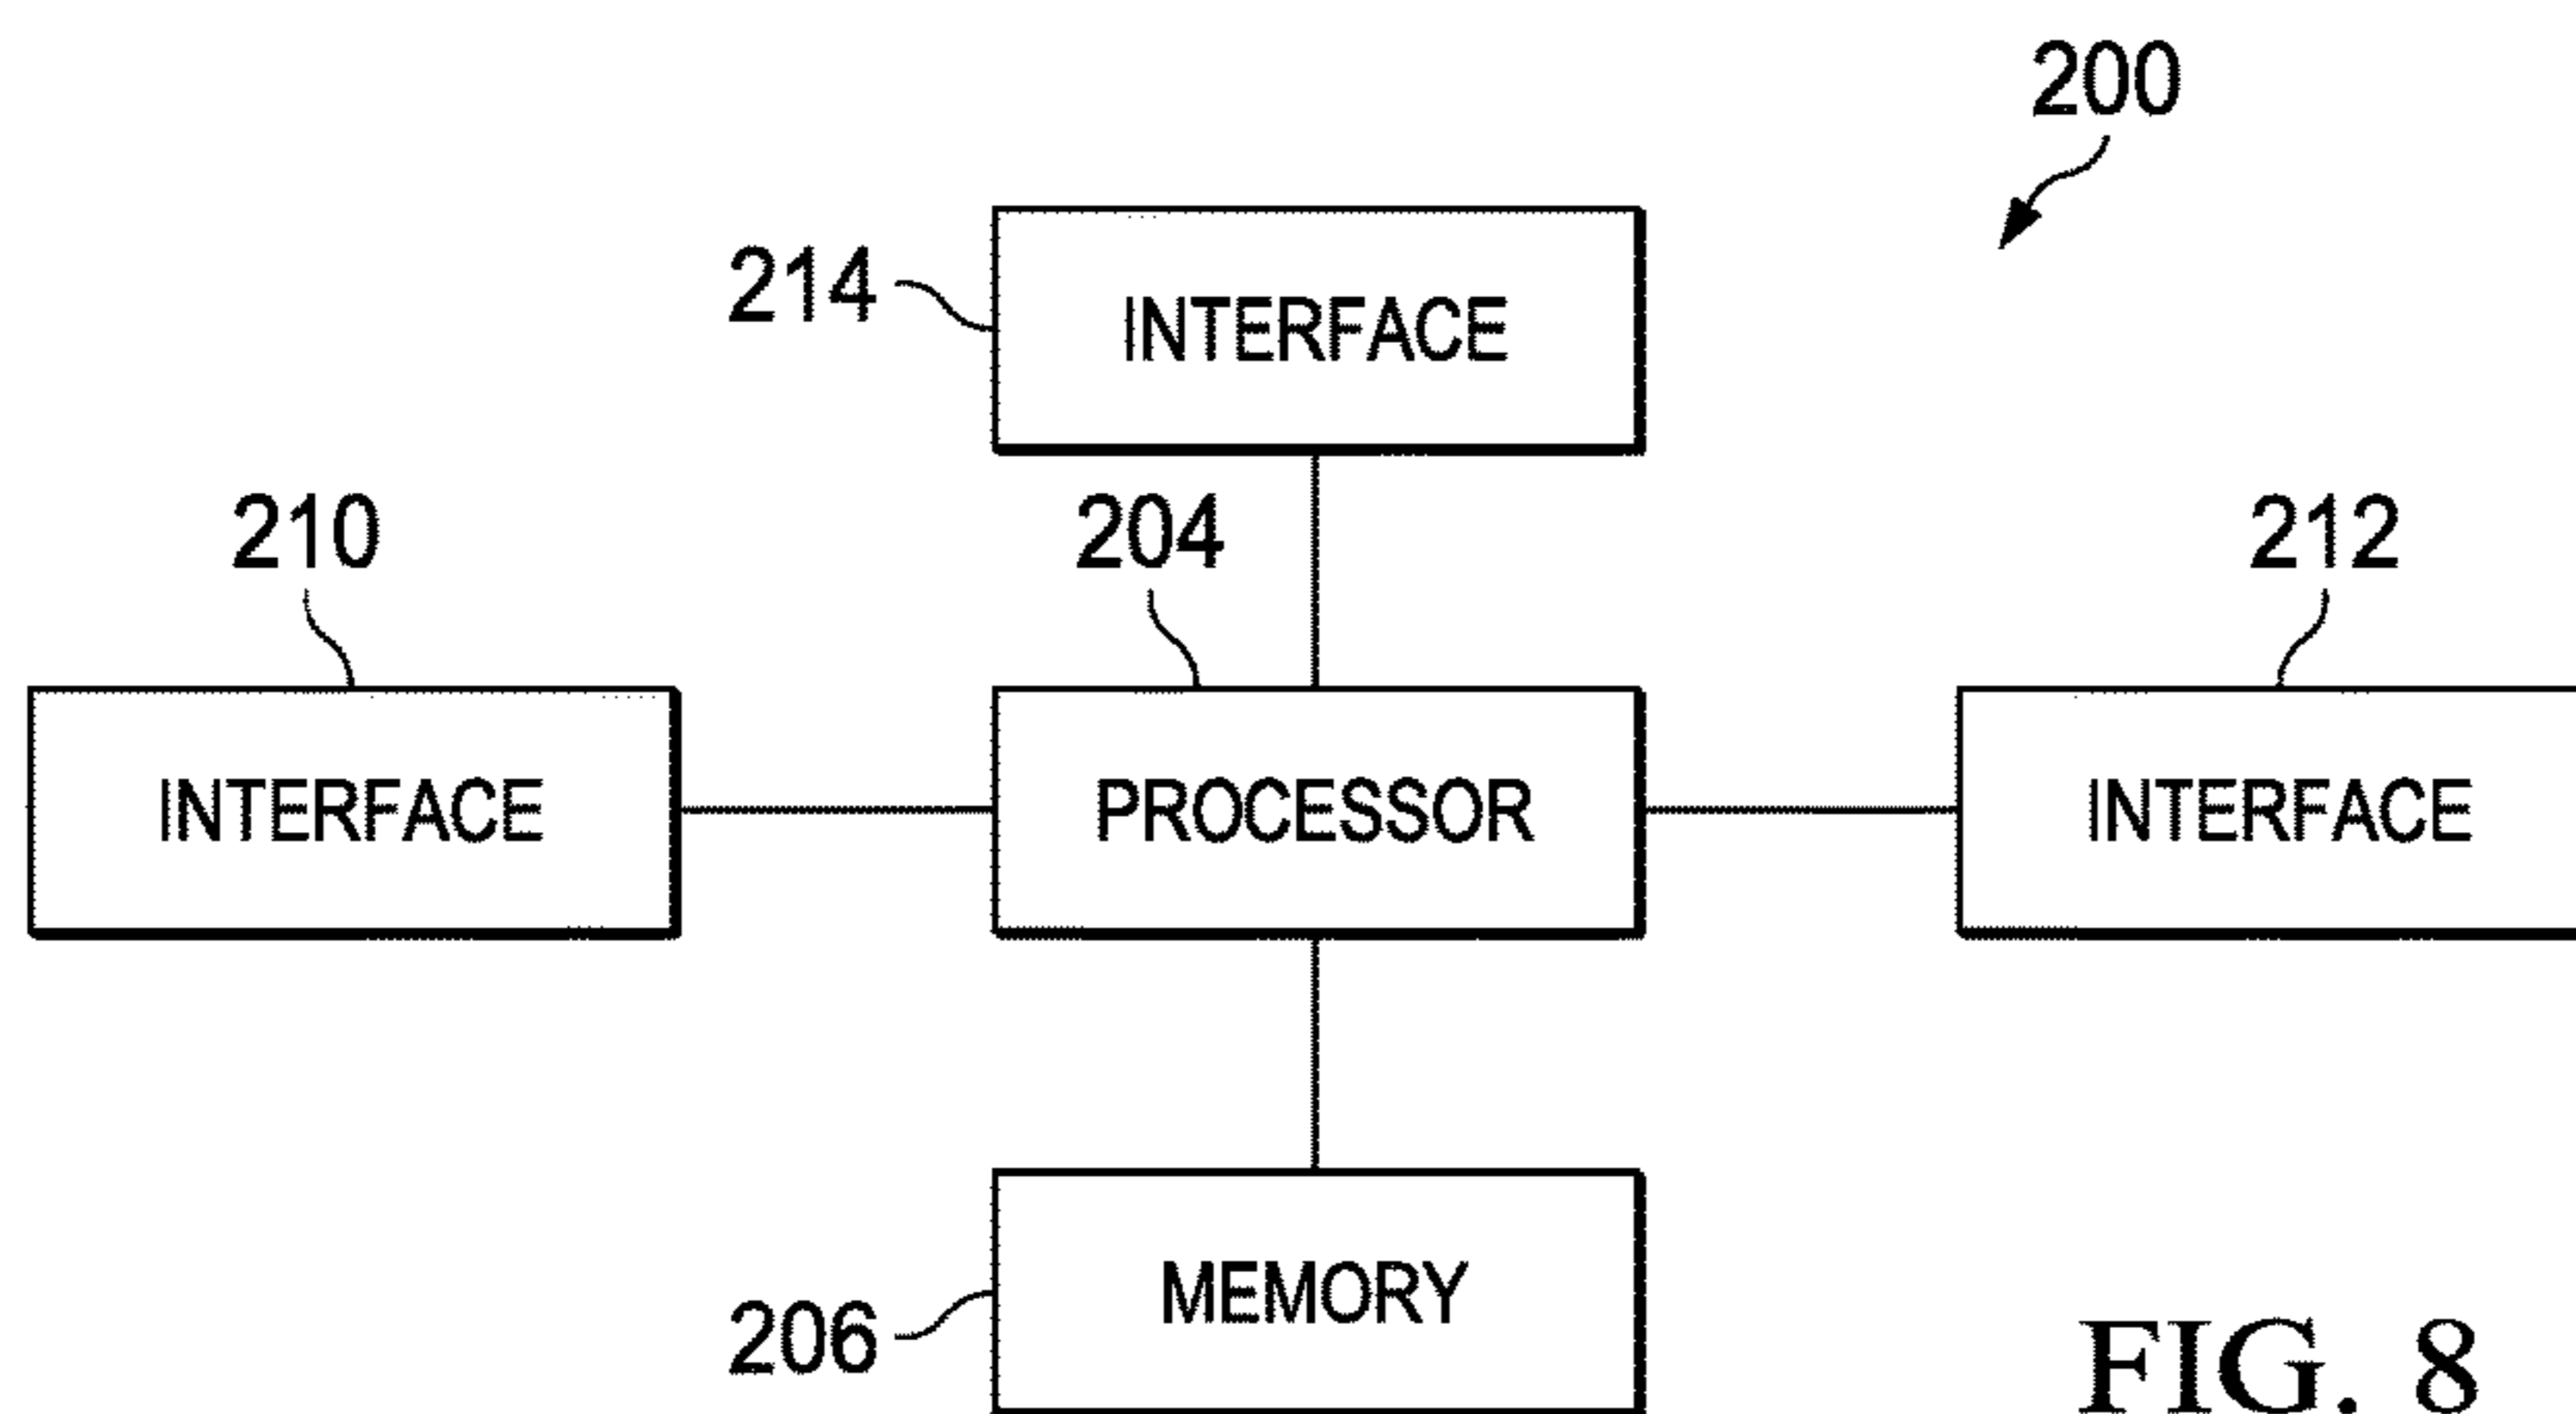 200
214
INTERFACE
210
204
212
INTERFACE
PROCESSOR
INTERFACE
206
MEMORY
FIG. 8